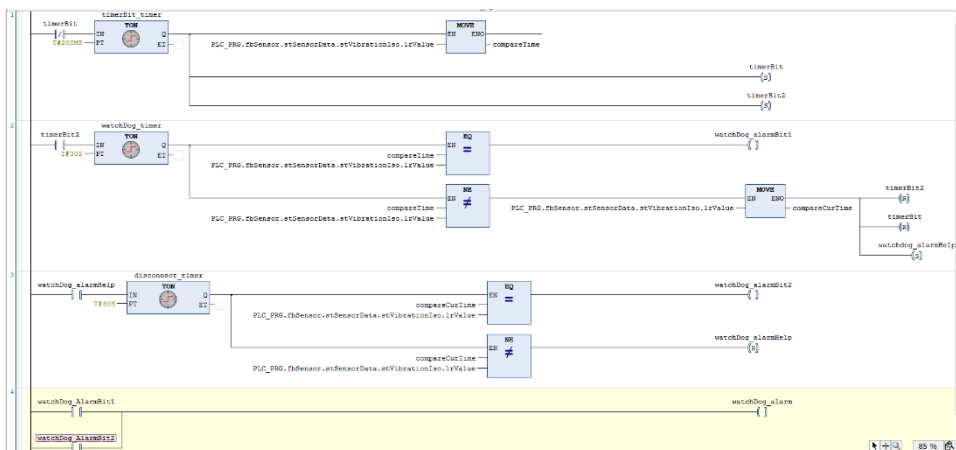 1
timerBit_timer
timerBit
TON
MOVE
IN Q
EN ENO
T#200MS PT ET
PLC_PRG.fbSensor.stSensorData.stVibrationIso.lrValue
compareTime
timerBit
S
timerBit2
S
2
watchDog_timer
timerBit2
TON
EQ
watchDog_alarmBit1
IN Q
EN
=
T#30S PT ET
compareTime
PLC_PRG.fbSensor.stSensorData.stVibrationIso.lrValue
NE
MOVE
timerBit2
EN
≠
EN ENO
R
compareTime
PLC_PRG.fbSensor.stSensorData.stVibrationIso.lrValue
PLC_PRG.fbSensor.stSensorData.stVibrationIso.lrValue
compareCurTime
timerBit
R
watchdog_alarmHelp
S
3
disconnect_timer
watchDog_alarmHelp
TON
EQ
watchDog_alarmBit2
IN Q
EN
=
T#30S PT ET
compareCurTime
PLC_PRG.fbSensor.stSensorData.stVibrationIso.lrValue
NE
watchDog_alarmHelp
EN
≠
R
compareCurTime
PLC_PRG.fbSensor.stSensorData.stVibrationIso.lrValue
4
watchDog_AlarmBit1
watchDog_alarm
watchDog_AlarmBit2
85 %